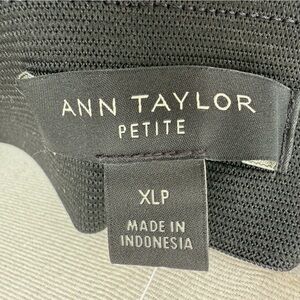 ANN TAYLOR
PETITE
XLP
MADE IN
INDONESIA